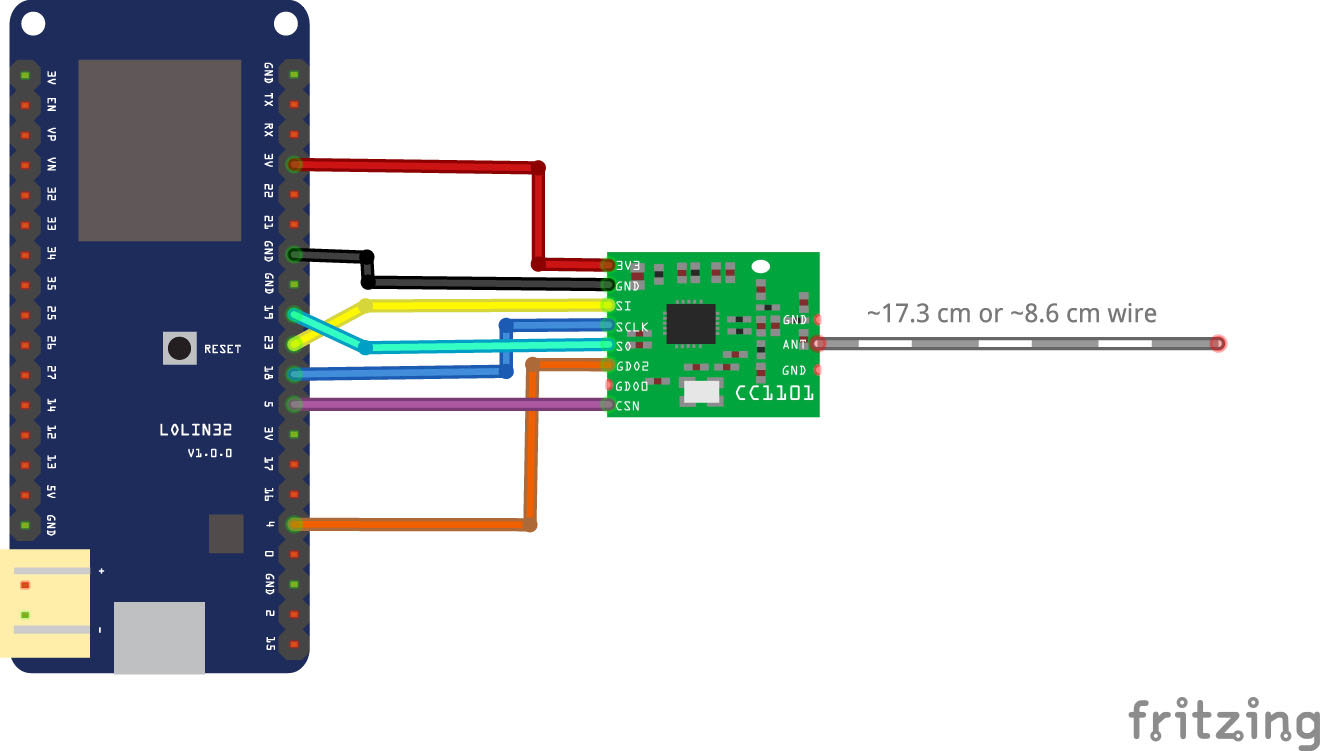 3V
EN
VP
VN
32
33
34
35
25
26
27
14
12
13
5V
GND
+
-
RESET
LOLIN32
V1.0.0
GND
TX
RX
3V
22
21
GND
GND
19
23
18
5
3V
17
16
4
0
GND
2
15
3V3
GND
SI
SCLK
SO
GDO2
GDO0
CSN
GND
ANT
GND
CC1101
~17.3 cm or ~8.6 cm wire
fritzing